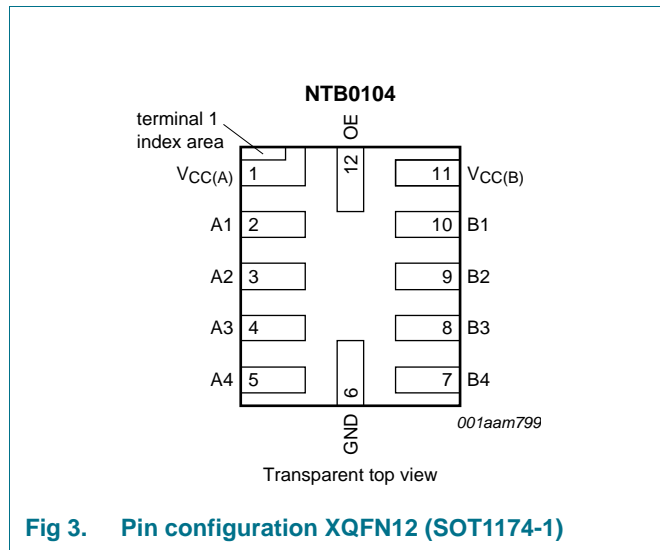 NTB0104
terminal 1
index area
OE
12
VCC(A) 1 11 VCC(B)
A1 2 10 B1
A2 3 9 B2
A3 4 8 B3
A4 5 7 B4
6
GND
001aam799
Transparent top view
Fig 3. Pin configuration XQFN12 (SOT1174-1)